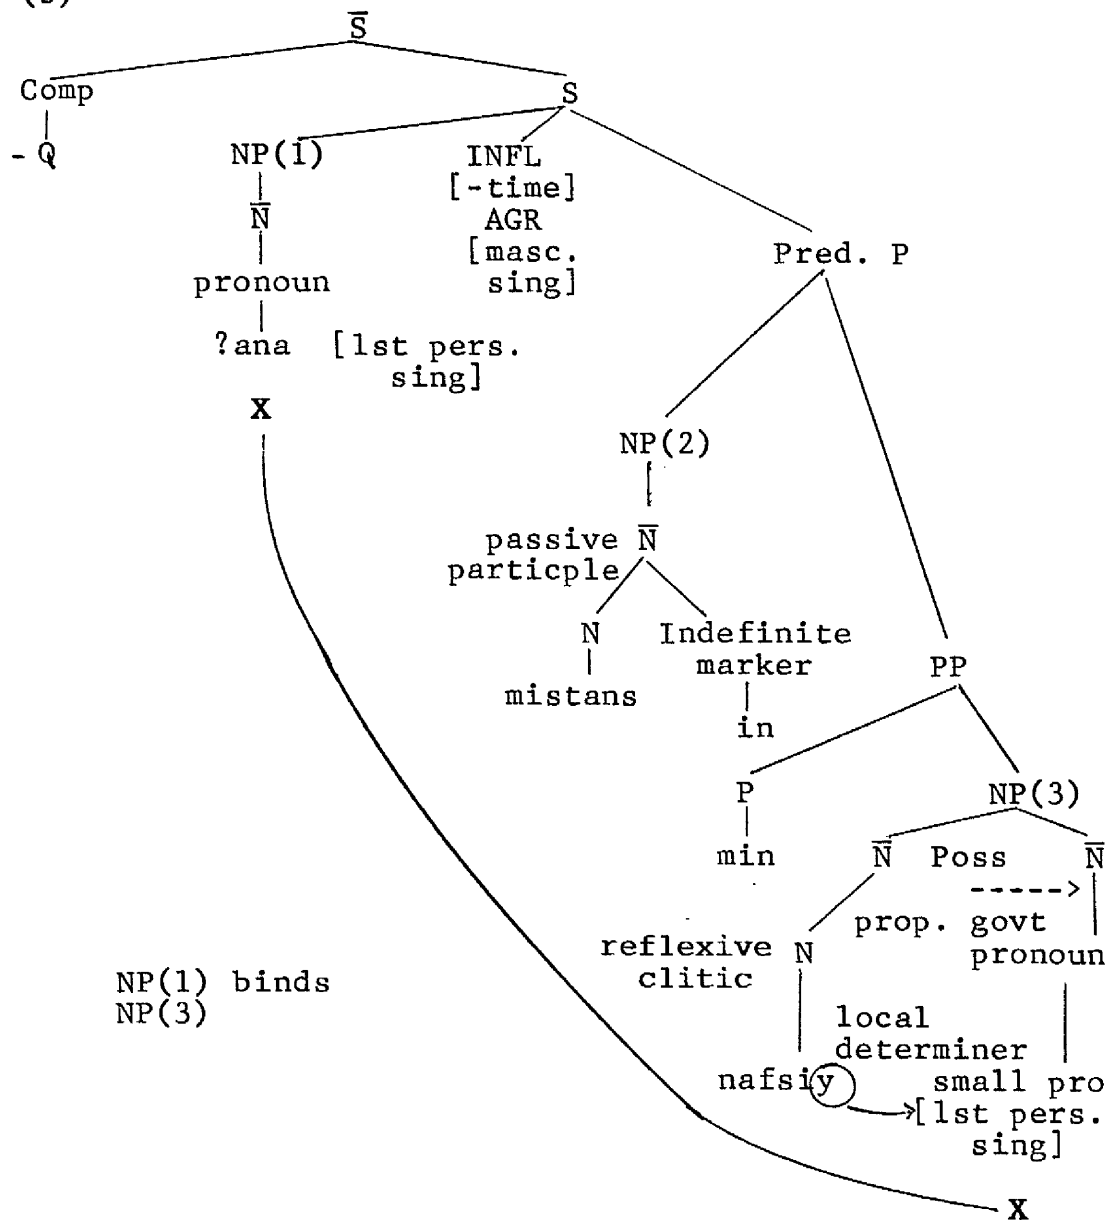 S̅
Comp
S
- Q
NP(1)
INFL
[-time]
AGR
[masc.
sing]
N̅
Pred. P
pronoun
?ana [1st pers.
sing]
X
NP(2)
passive N̅
particple
N
Indefinite
marker
PP
mistans
in
P
NP(3)
min
N̅ Poss N̅
----->
prop. govt
reflexive N
clitic
pronoun
NP(1) binds
NP(3)
local
determiner
nafsiy
small pro
[1st pers.
sing]
X